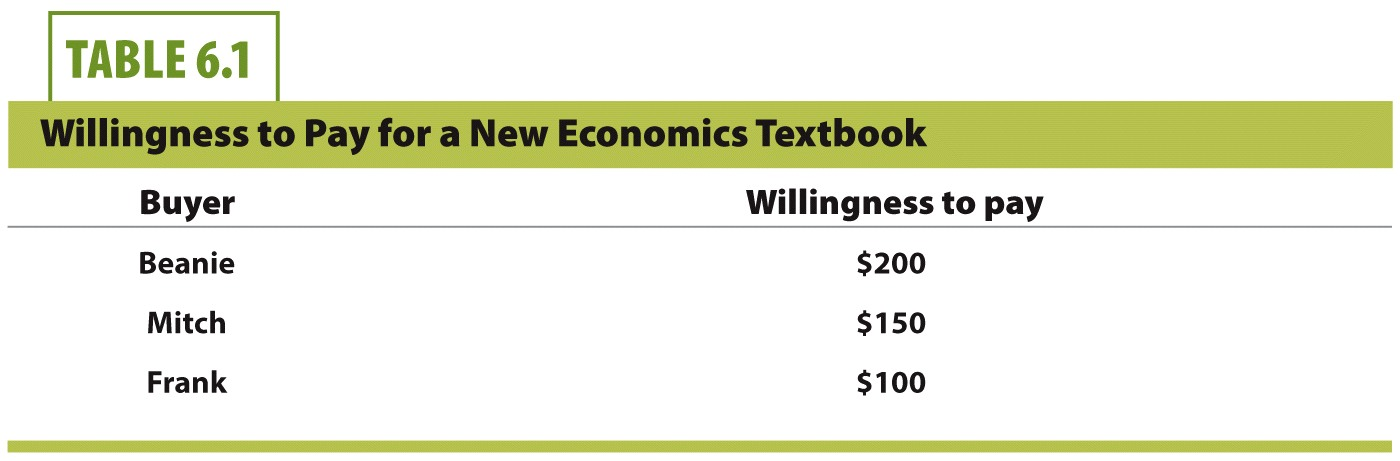 TABLE 6.1
Willingness to Pay for a New Economics Textbook
Buyer Willingness to pay
Beanie $200
Mitch $150
Frank $100